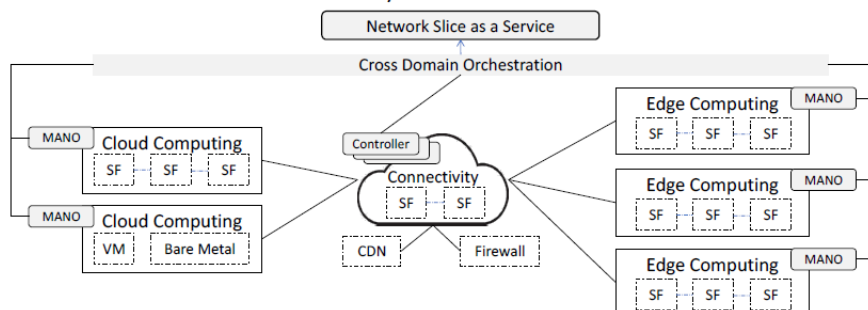 Network Slice as a Service
Cross Domain Orchestration
MANO
Cloud Computing
SF
SF
SF
MANO
Cloud Computing
VM
Bare Metal
Controller
Connectivity
SF
SF
CDN
Firewall
Edge Computing
MANO
SF
SF
SF
Edge Computing
MANO
SF
SF
SF
Edge Computing
MANO
SF
SF
SF